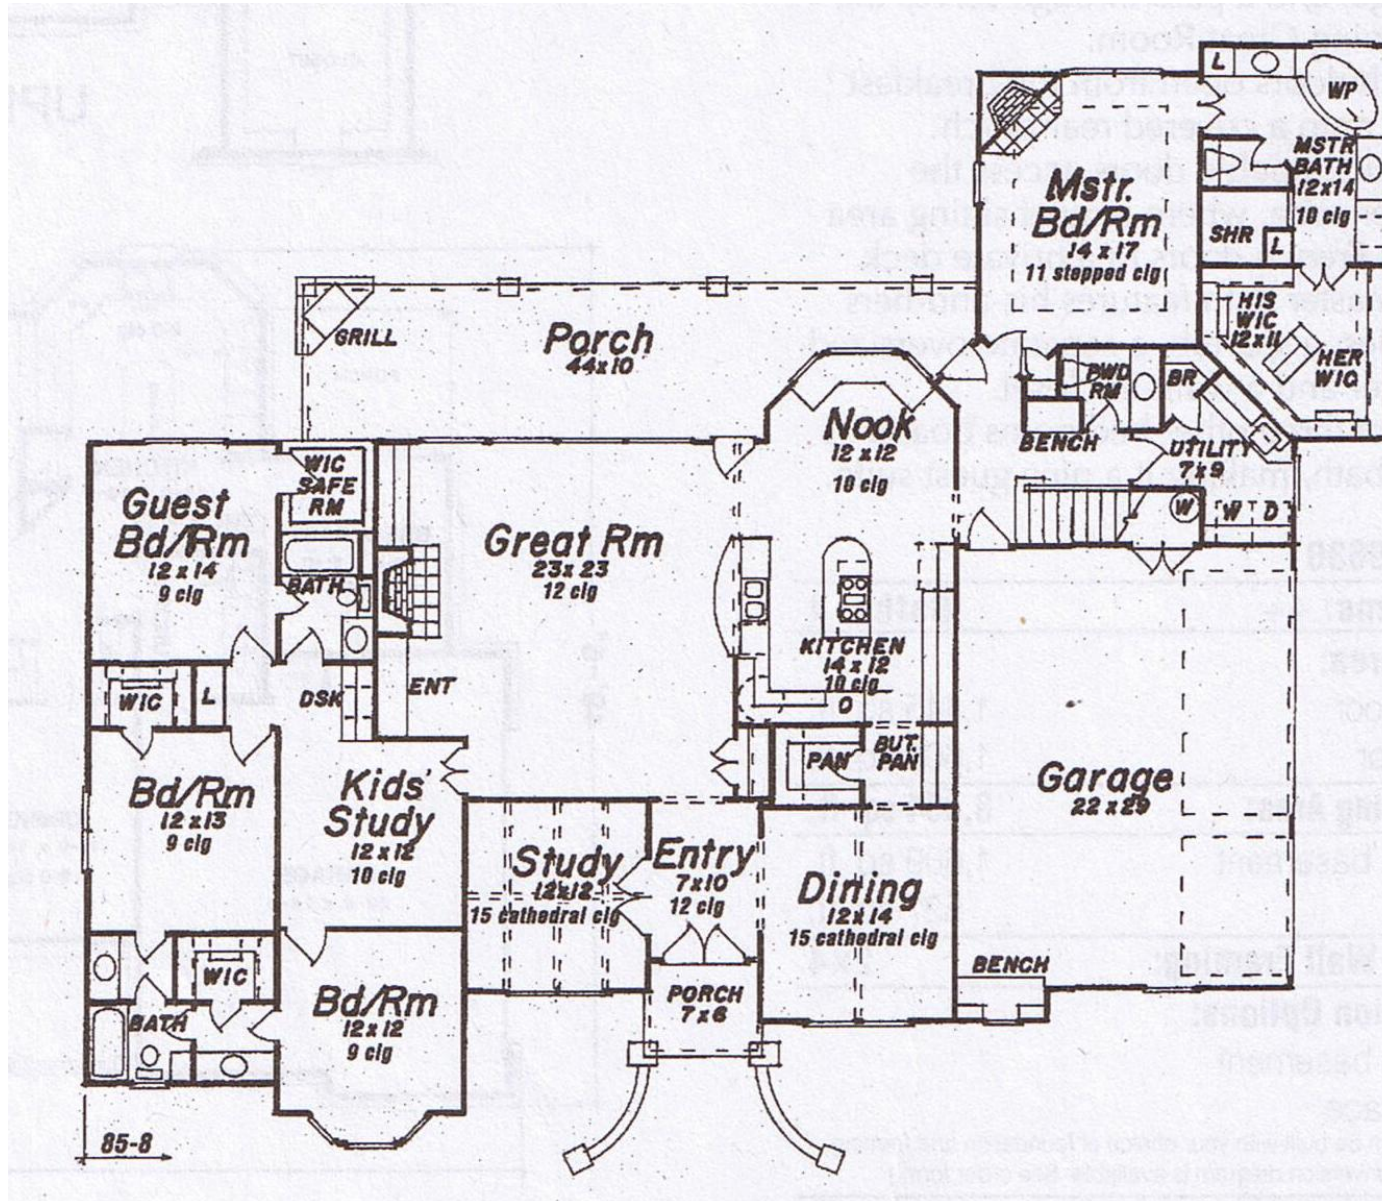 L
WP
MSTR
BATH
12x14
10 clg
Mstr.
Bd/Rm
14 x 17
11 stepped clg
SHR
L
HIS
WIC
12x11
HER
WIC
GRILL
Porch
44x10
PWD
RM
BR
BENCH
UTILITY
7x9
W
W D
Nook
12 x 12
10 clg
WIC
SAFE
RM
Guest
Bd/Rm
12 x 14
9 clg
BATH
Great Rm
23x 23
12 clg
KITCHEN
14 x 12
10 clg
O
WIC
L
DSK
ENT
PAN
BUT.
PAN
Garage
22 x 29
Bd/Rm
12 x 13
9 clg
Kids'
Study
12 x 12
10 clg
Study
12x12
15 cathedral clg
Entry
7x10
12 clg
Dining
12 x 14
15 cathedral clg
BENCH
WIC
BATH
Bd/Rm
12 x 12
9 clg
PORCH
7 x 6
85-8